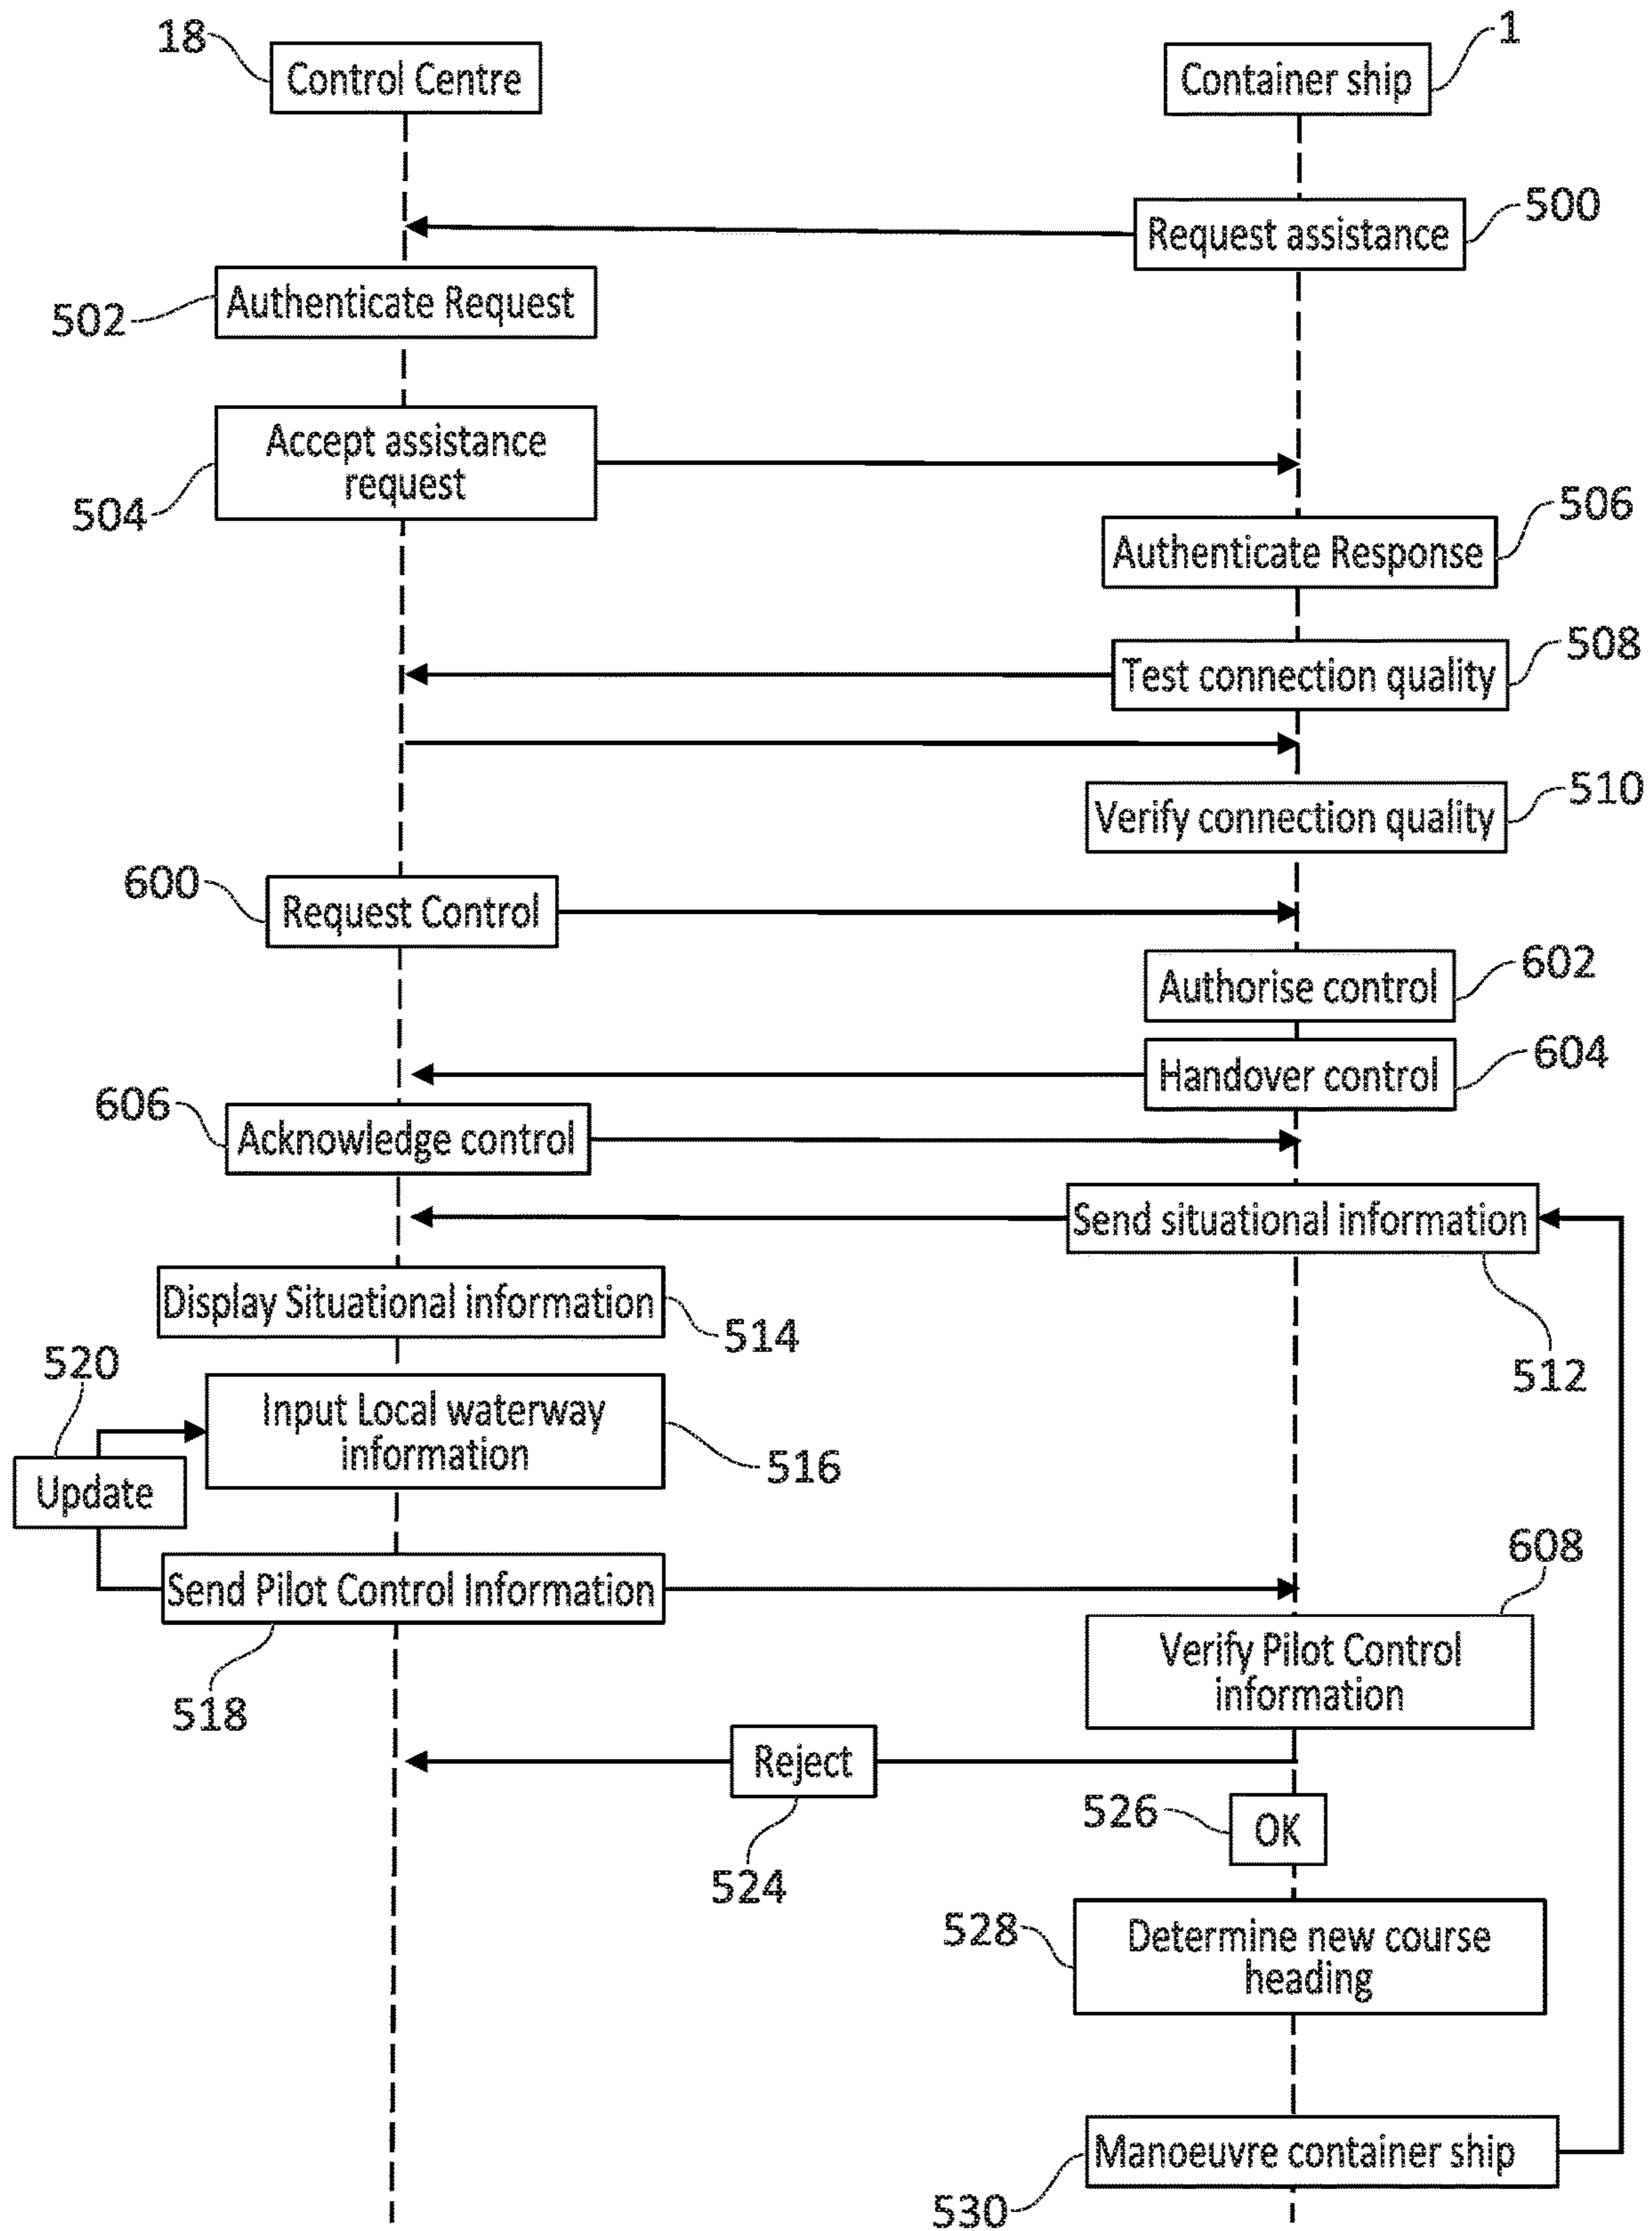 18
Control Centre
Container ship
1
Request assistance
500
Authenticate Request
502
Accept assistance
request
504
Authenticate Response
506
Test connection quality
508
Verify connection quality
510
600
Request Control
Authorise control
602
Handover control
604
606
Acknowledge control
Send situational information
512
Display Situational information
514
520
Update
Input Local waterway
information
516
Send Pilot Control Information
518
608
Verify Pilot Control
information
Reject
524
526
OK
528
Determine new course
heading
Manoeuvre container ship
530